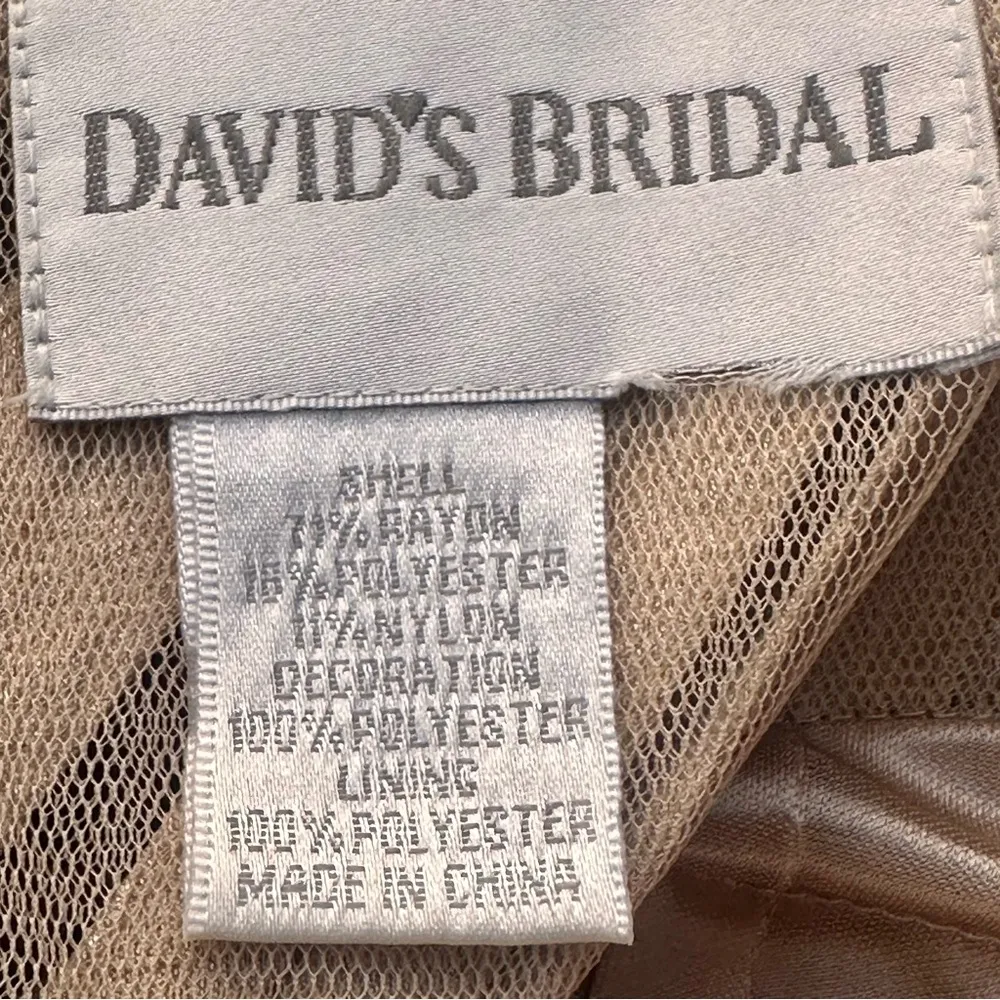 DAVID'S BRIDAL
SHELL
71% RAYON
18% POLYESTER
11% NYLON
DECORATION
100% POLYESTER
LINING
100% POLYESTER
MADE IN CHINA